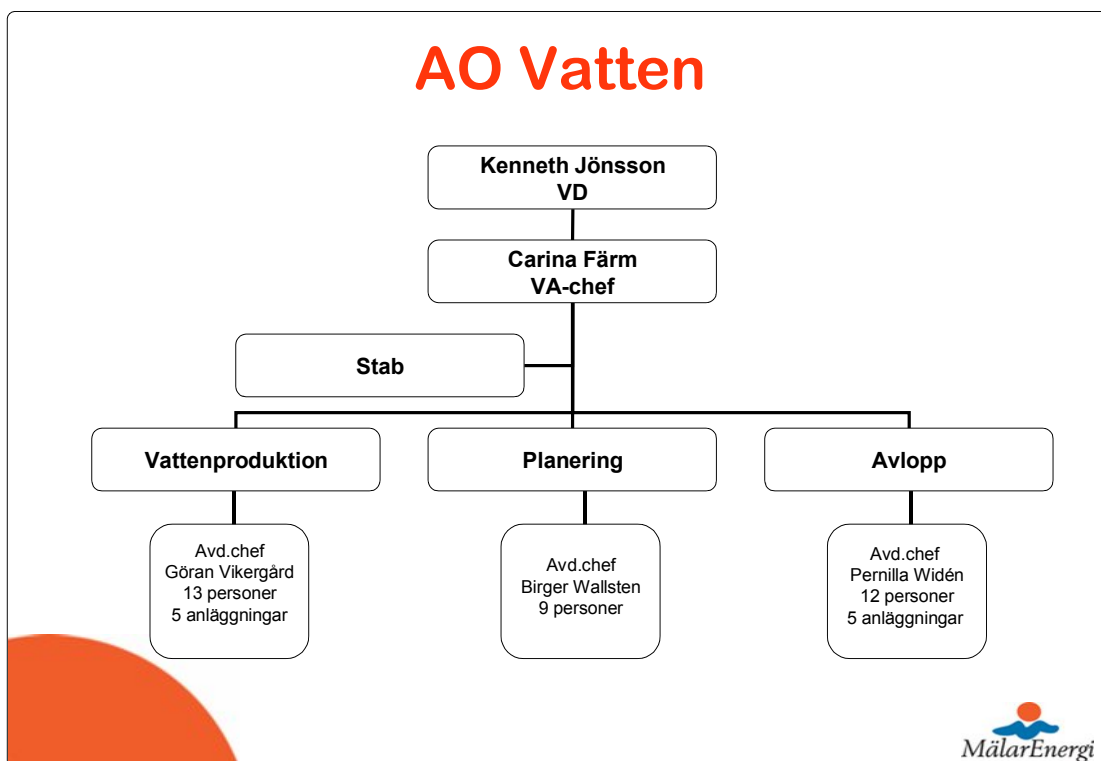 AO Vatten
Kenneth Jönsson
VD
Carina Färm
VA-chef
Stab
Vattenproduktion
Planering
Avlopp
Avd.chef
Göran Vikergård
13 personer
5 anläggningar
Avd.chef
Birger Wallsten
9 personer
Avd.chef
Pernilla Widén
12 personer
5 anläggningar
MälarEnergi